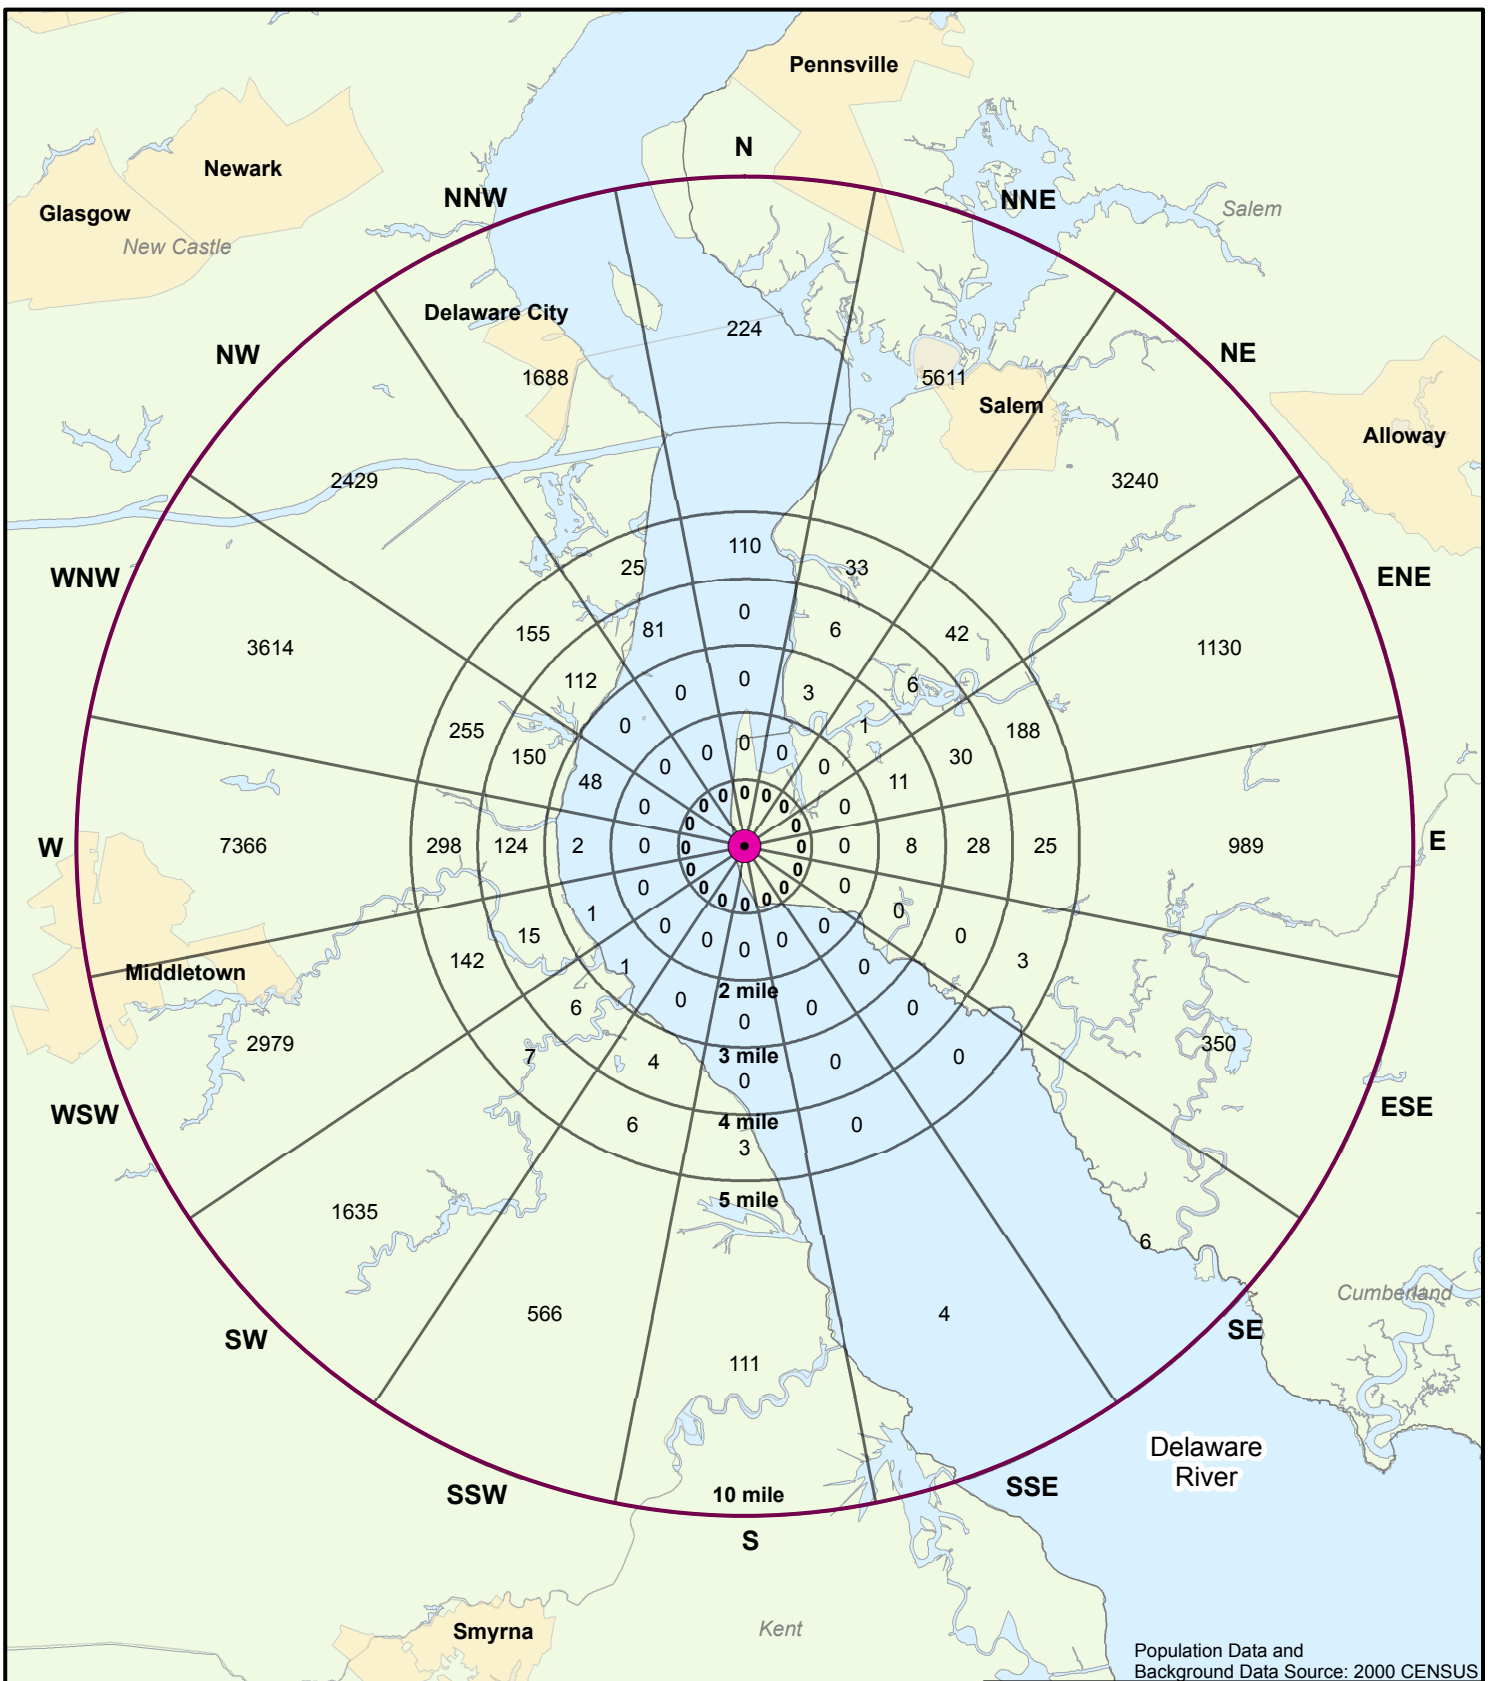 Pennsville
N
Newark
NNW
NNE
Salem
Glasgow
New Castle
Delaware City
224
NW
NE
1688
5611
Salem
Alloway
2429
3240
110
25
33
WNW
ENE
0
81
6
155
42
3614
1130
112
0
0
3
6
255
0
1
188
150
0
0
0
30
48
0
0
11
0
0
0
0
0
0
0
0
0
0
W
7366
298
124
2
0
0
0
0
8
28
25
989
E
0
0
0
0
0
0
0
0
0
0
0
1
0
15
0
0
0
0
0
0
142
3
Middletown
1
0
2 mile
6
0
0
0
0
2979
350
7
4
3 mile
0
0
0
WSW
ESE
6
4 mile
0
3
5 mile
1635
6
Cumberland
566
4
SW
SE
111
Delaware
River
SSW
10 mile
SSE
S
Smyrna
Kent
Population Data and
Background Data Source: 2000 CENSUS